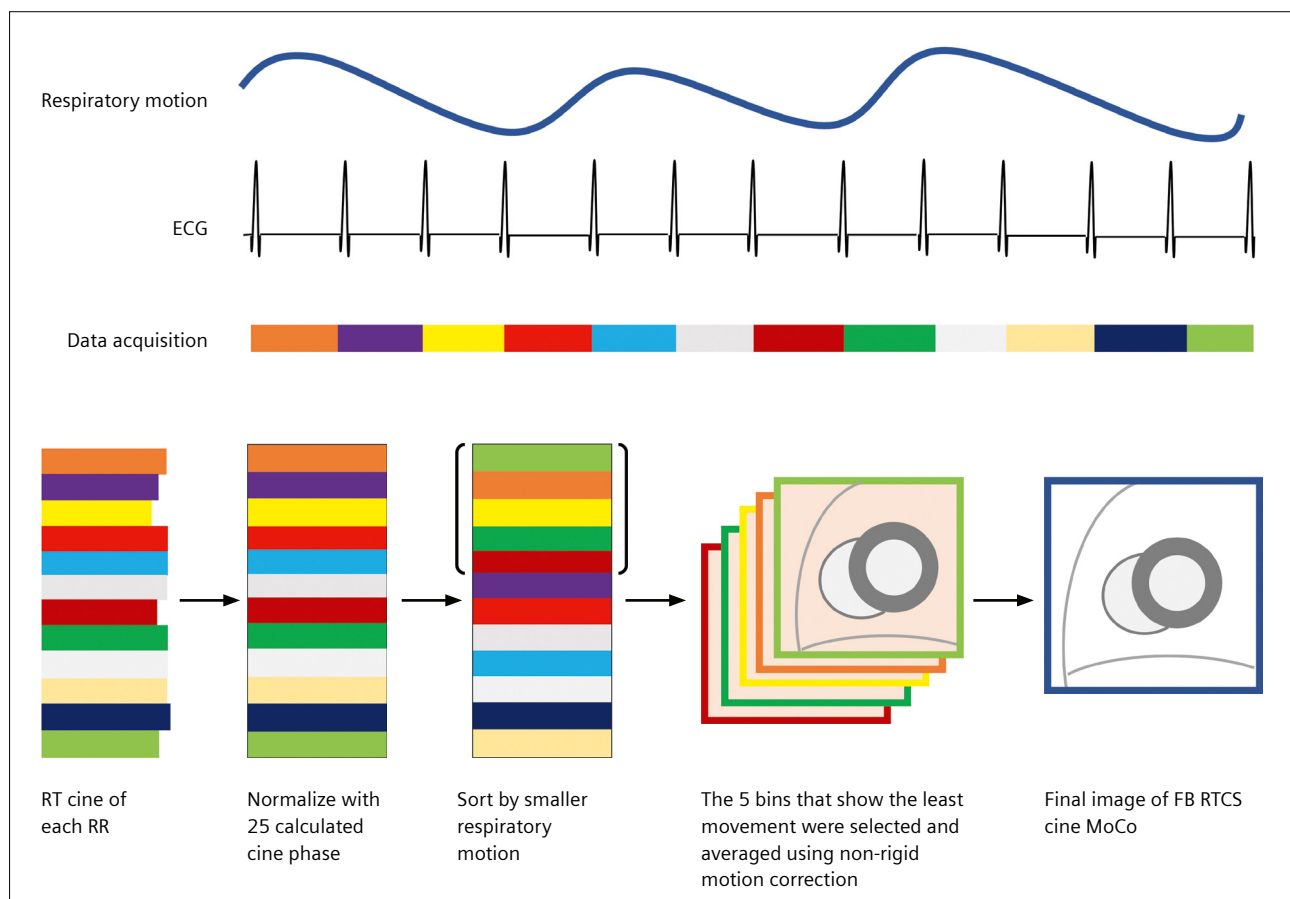 Respiratory motion
ECG
Data acquisition
RT cine of
each RR
Normalize with
25 calculated
cine phase
Sort by smaller
respiratory
motion
The 5 bins that show the least
movement were selected and
averaged using non-rigid
motion correction
Final image of FB RTCS
cine MoCo